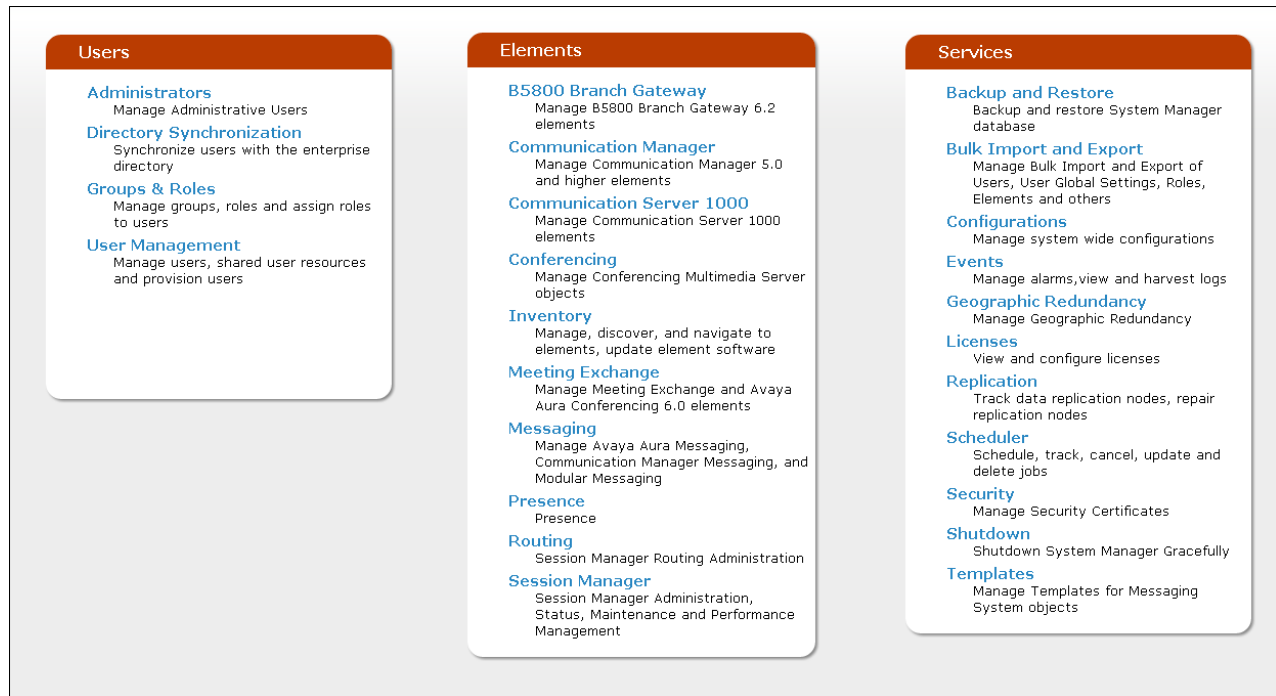 Users
Administrators
Manage Administrative Users
Directory Synchronization
Synchronize users with the enterprise
directory
Groups & Roles
Manage groups, roles and assign roles
to users
User Management
Manage users, shared user resources
and provision users
Elements
B5800 Branch Gateway
Manage B5800 Branch Gateway 6.2
elements
Communication Manager
Manage Communication Manager 5.0
and higher elements
Communication Server 1000
Manage Communication Server 1000
elements
Conferencing
Manage Conferencing Multimedia Server
objects
Inventory
Manage, discover, and navigate to
elements, update element software
Meeting Exchange
Manage Meeting Exchange and Avaya
Aura Conferencing 6.0 elements
Messaging
Manage Avaya Aura Messaging,
Communication Manager Messaging, and
Modular Messaging
Presence
Presence
Routing
Session Manager Routing Administration
Session Manager
Session Manager Administration,
Status, Maintenance and Performance
Management
Services
Backup and Restore
Backup and restore System Manager
database
Bulk Import and Export
Manage Bulk Import and Export of
Users, User Global Settings, Roles,
Elements and others
Configurations
Manage system wide configurations
Events
Manage alarms,view and harvest logs
Geographic Redundancy
Manage Geographic Redundancy
Licenses
View and configure licenses
Replication
Track data replication nodes, repair
replication nodes
Scheduler
Schedule, track, cancel, update and
delete jobs
Security
Manage Security Certificates
Shutdown
Shutdown System Manager Gracefully
Templates
Manage Templates for Messaging
System objects